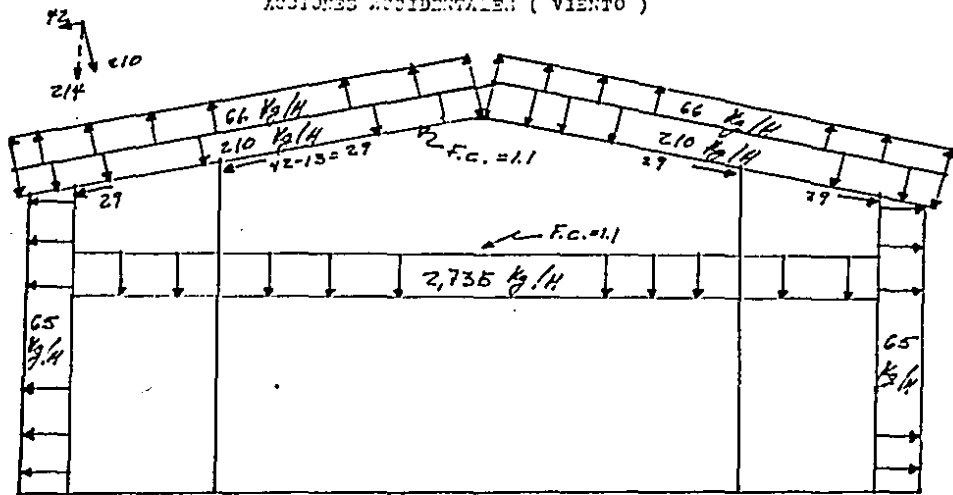 ACCIONES ACCIDENTALES ( VIENTO )
42
210
214
66 Kg/M
210 Kg/M
42-13=29
F.C.=1.1
66 Kg/M
210 Kg/M
29
29
29
F.C.=1.1
2,735 Kg/M
65
Kg/M
65
Kg/M